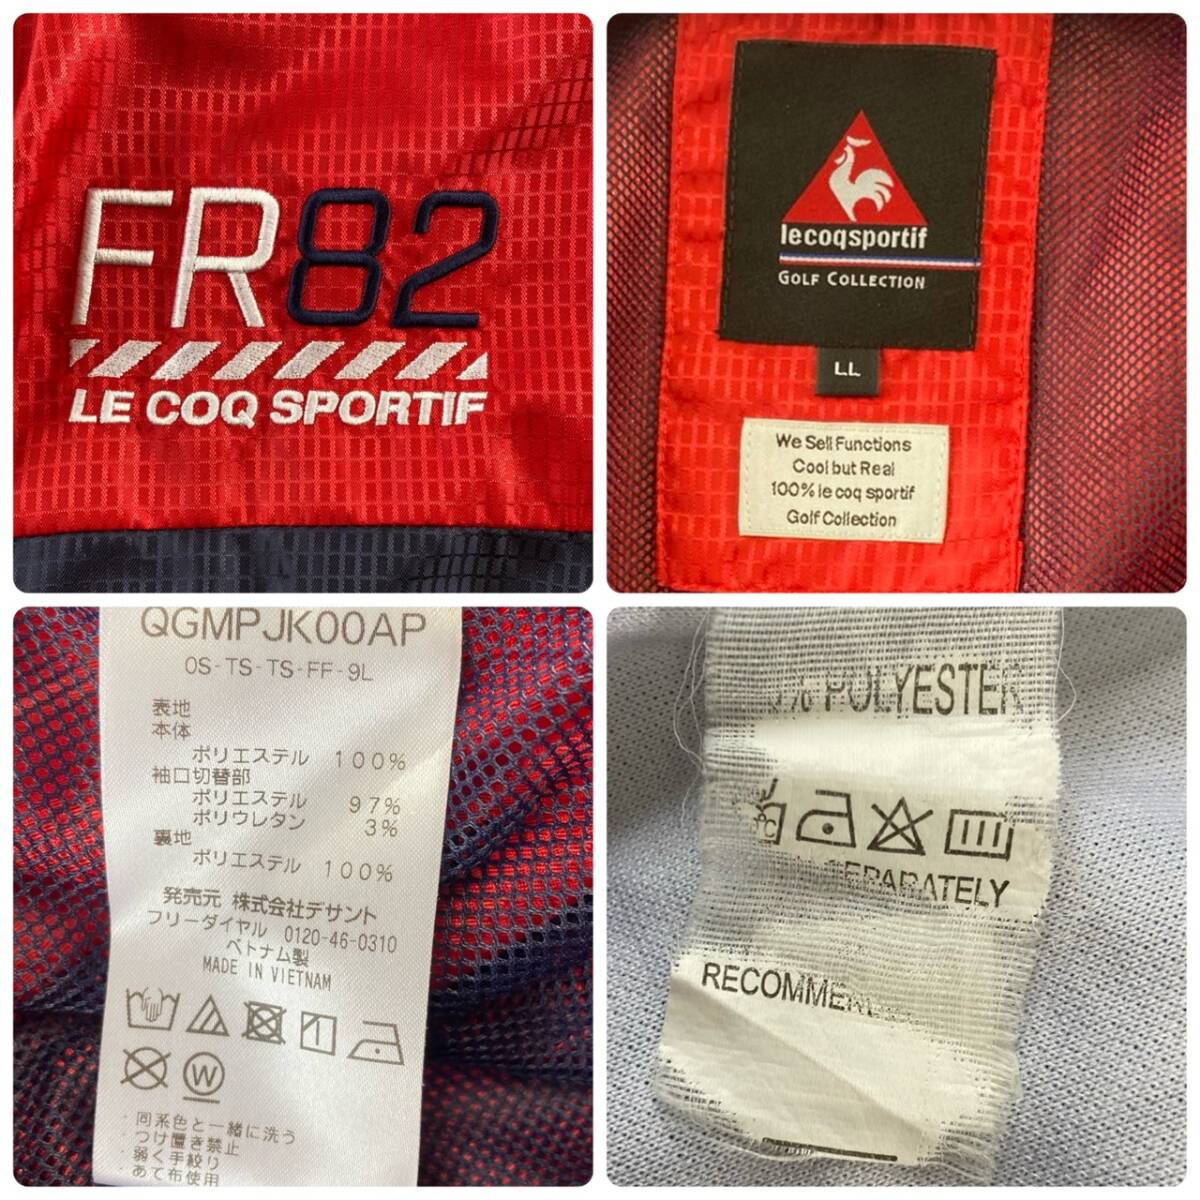 FR82
LE COQ SPORTIF
lecoqsportif
GOLF COLLECTION
LL
We Sell Functions
Cool but Real
100% le coq sportif
Golf Collection
QGMPJK00AP
OS-TS-TS-FF-9L
表地
本体
ポリエステル 100%
袖口切替部
ポリエステル 97%
ポリウレタン 3%
裏地
ポリエステル 100%
発売元 株式会社デサント
フリーダイヤル 0120-46-0310
ベトナム製
MADE IN VIETNAM
W
・同系色と一緒に洗う
・つけ置き禁止
・弱く手絞り
・あて布使用
% POLYESTER
°C
SEPARATELY